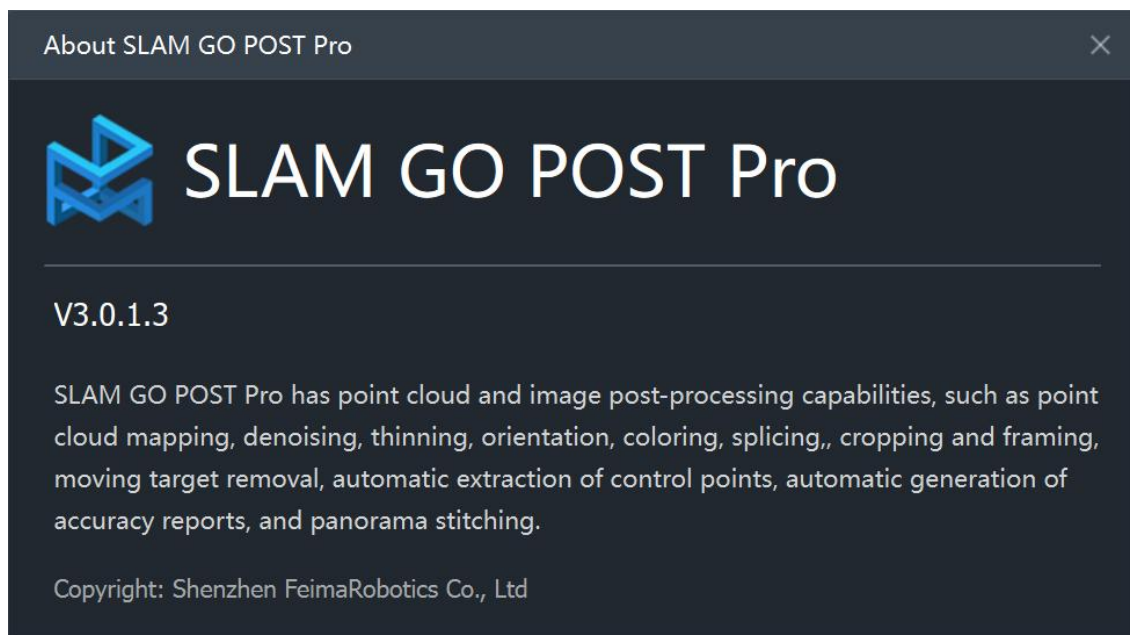 About SLAM GO POST Pro
SLAM GO POST Pro
V3.0.1.3
SLAM GO POST Pro has point cloud and image post-processing capabilities, such as point
cloud mapping, denoising, thinning, orientation, coloring, splicing,, cropping and framing,
moving target removal, automatic extraction of control points, automatic generation of
accuracy reports, and panorama stitching.
Copyright: Shenzhen FeimaRobotics Co., Ltd